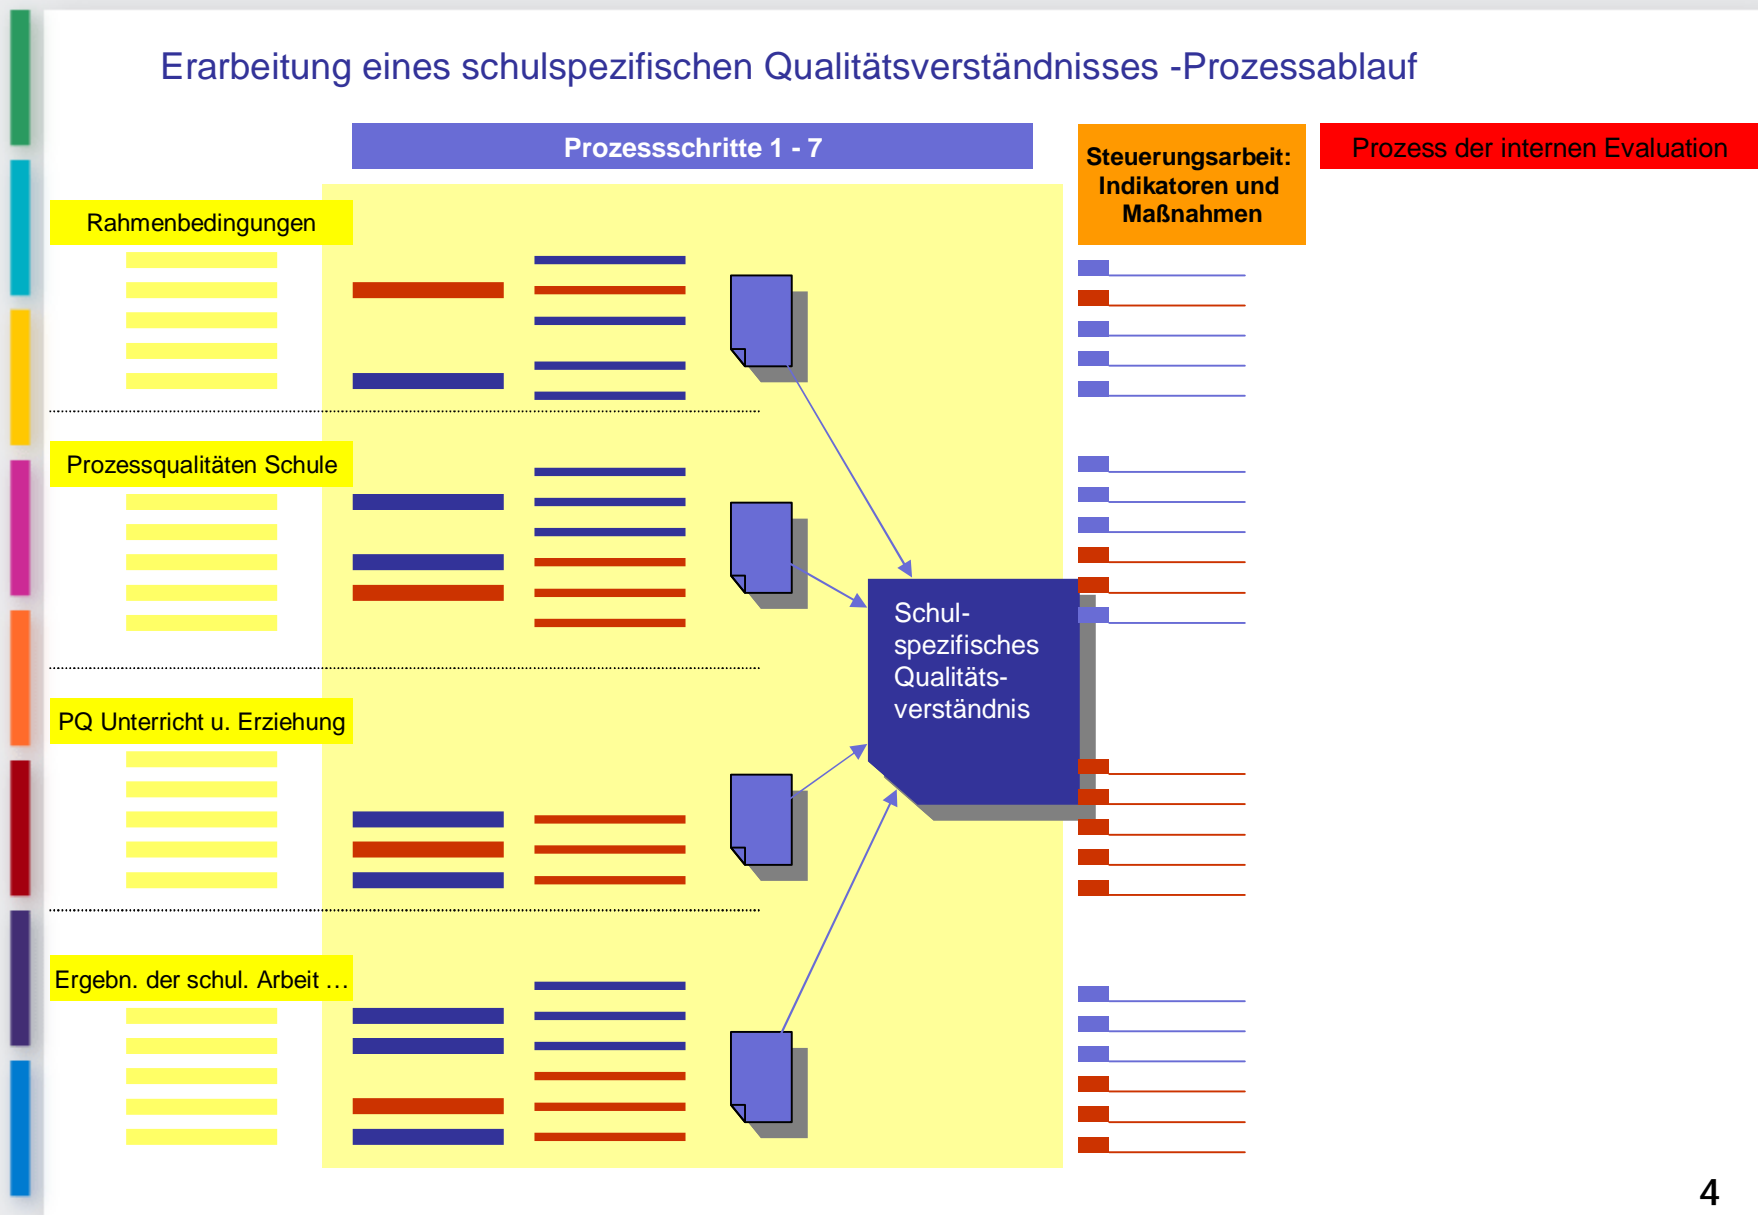 Erarbeitung eines schulspezifischen Qualitätsverständnisses -Prozessablauf
Prozessschritte 1 - 7
Steuerungsarbeit:
Indikatoren und
Maßnahmen
Prozess der internen Evaluation
Rahmenbedingungen
Prozessqualitäten Schule
Schul-
spezifisches
Qualitäts-
verständnis
PQ Unterricht u. Erziehung
Ergebn. der schul. Arbeit …
4